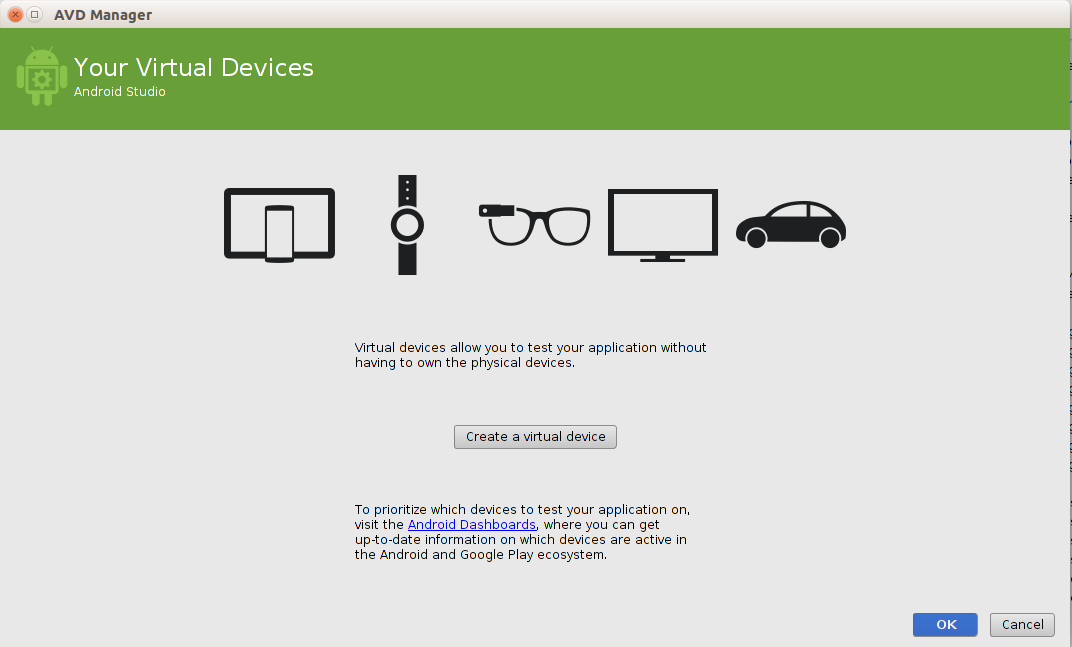 AVD Manager
Your Virtual Devices
Android Studio
Virtual devices allow you to test your application without
having to own the physical devices.
Create a virtual device
To prioritize which devices to test your application on,
visit the Android Dashboards, where you can get
up-to-date information on which devices are active in
the Android and Google Play ecosystem.
OK
Cancel